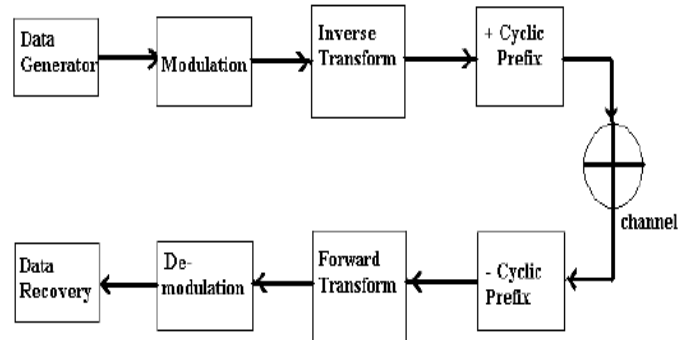 Data
Generator
Modulation
Inverse
Transform
+ Cyclic
Prefix
channel
Data
Recovery
De-
modulation
Forward
Transform
- Cyclic
Prefix